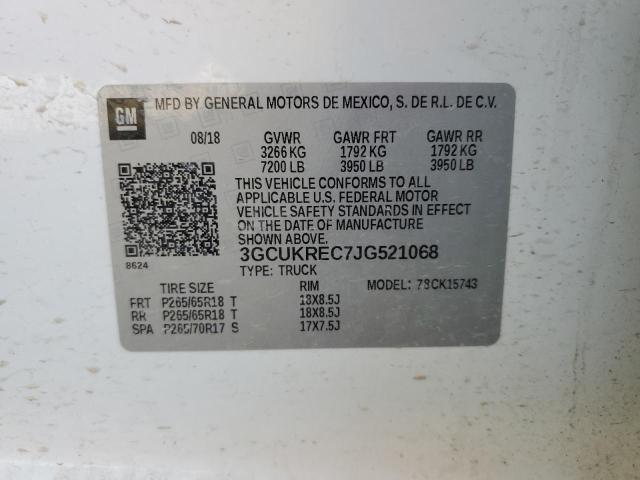 GM
MFD BY GENERAL MOTORS DE MEXICO, S. DE R.L. DE C.V.
08/18 GVWR GAWR FRT GAWR RR
3266 KG 1792 KG 1792 KG
7200 LB 3950 LB 3950 LB
THIS VEHICLE CONFORMS TO ALL
APPLICABLE U.S. FEDERAL MOTOR
VEHICLE SAFETY STANDARDS IN EFFECT
ON THE DATE OF MANUFACTURE
SHOWN ABOVE.
8624
3GCUKREC7JG521068
TYPE: TRUCK
MODEL: 7SCK15743
TIRE SIZE RIM
FRT P265/65R18 T 18X8.5J
RR P265/65R18 T 18X8.5J
SPA P265/70R17 S 17X7.5J